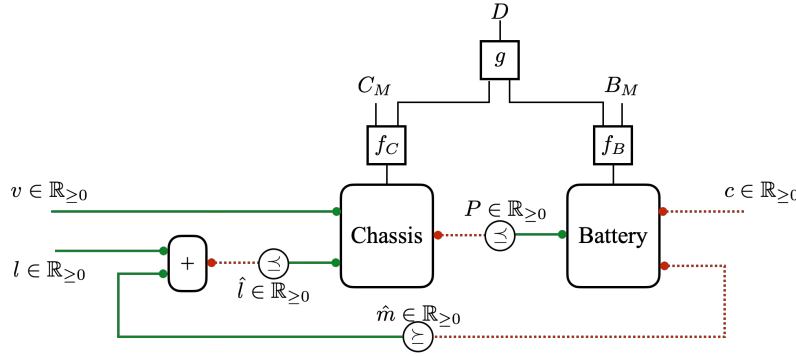 D
g
C_M
B_M
f_C
f_B
v ∈ ℝ≥0
P ∈ ℝ≥0
c ∈ ℝ≥0
Chassis
⪯
Battery
l ∈ ℝ≥0
+
⪯
l̂ ∈ ℝ≥0
m̂ ∈ ℝ≥0
⪰